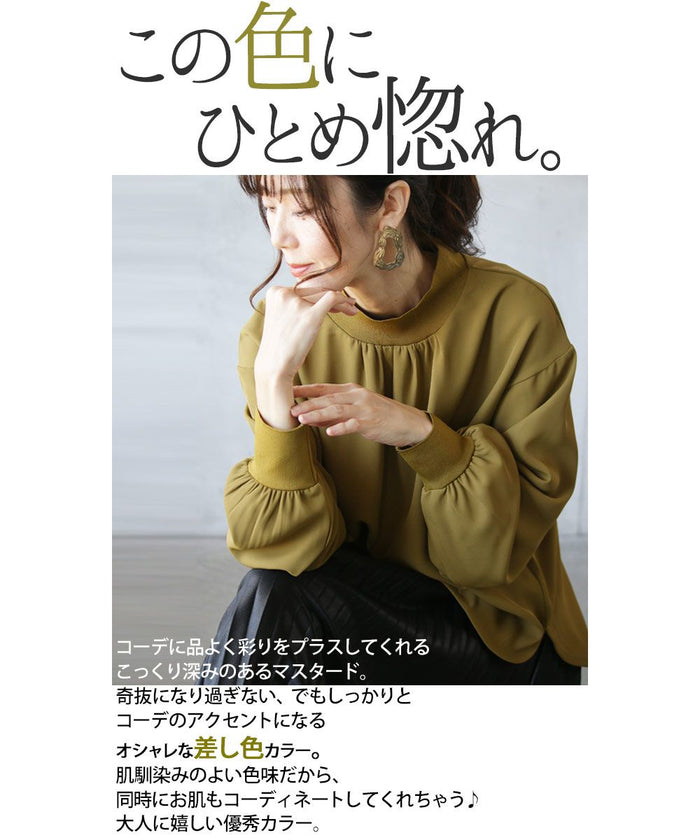 この色に
ひとめ惚れ。
コーデに品よく彩りをプラスしてくれる
こっくり深みのあるマスタード。
奇抜になり過ぎない、でもしっかりと
コーデのアクセントになる
オシャレな差し色カラー。
肌馴染みのよい色味だから、
同時にお肌もコーディネートしてくれちゃう♪
大人に嬉しい優秀カラー。